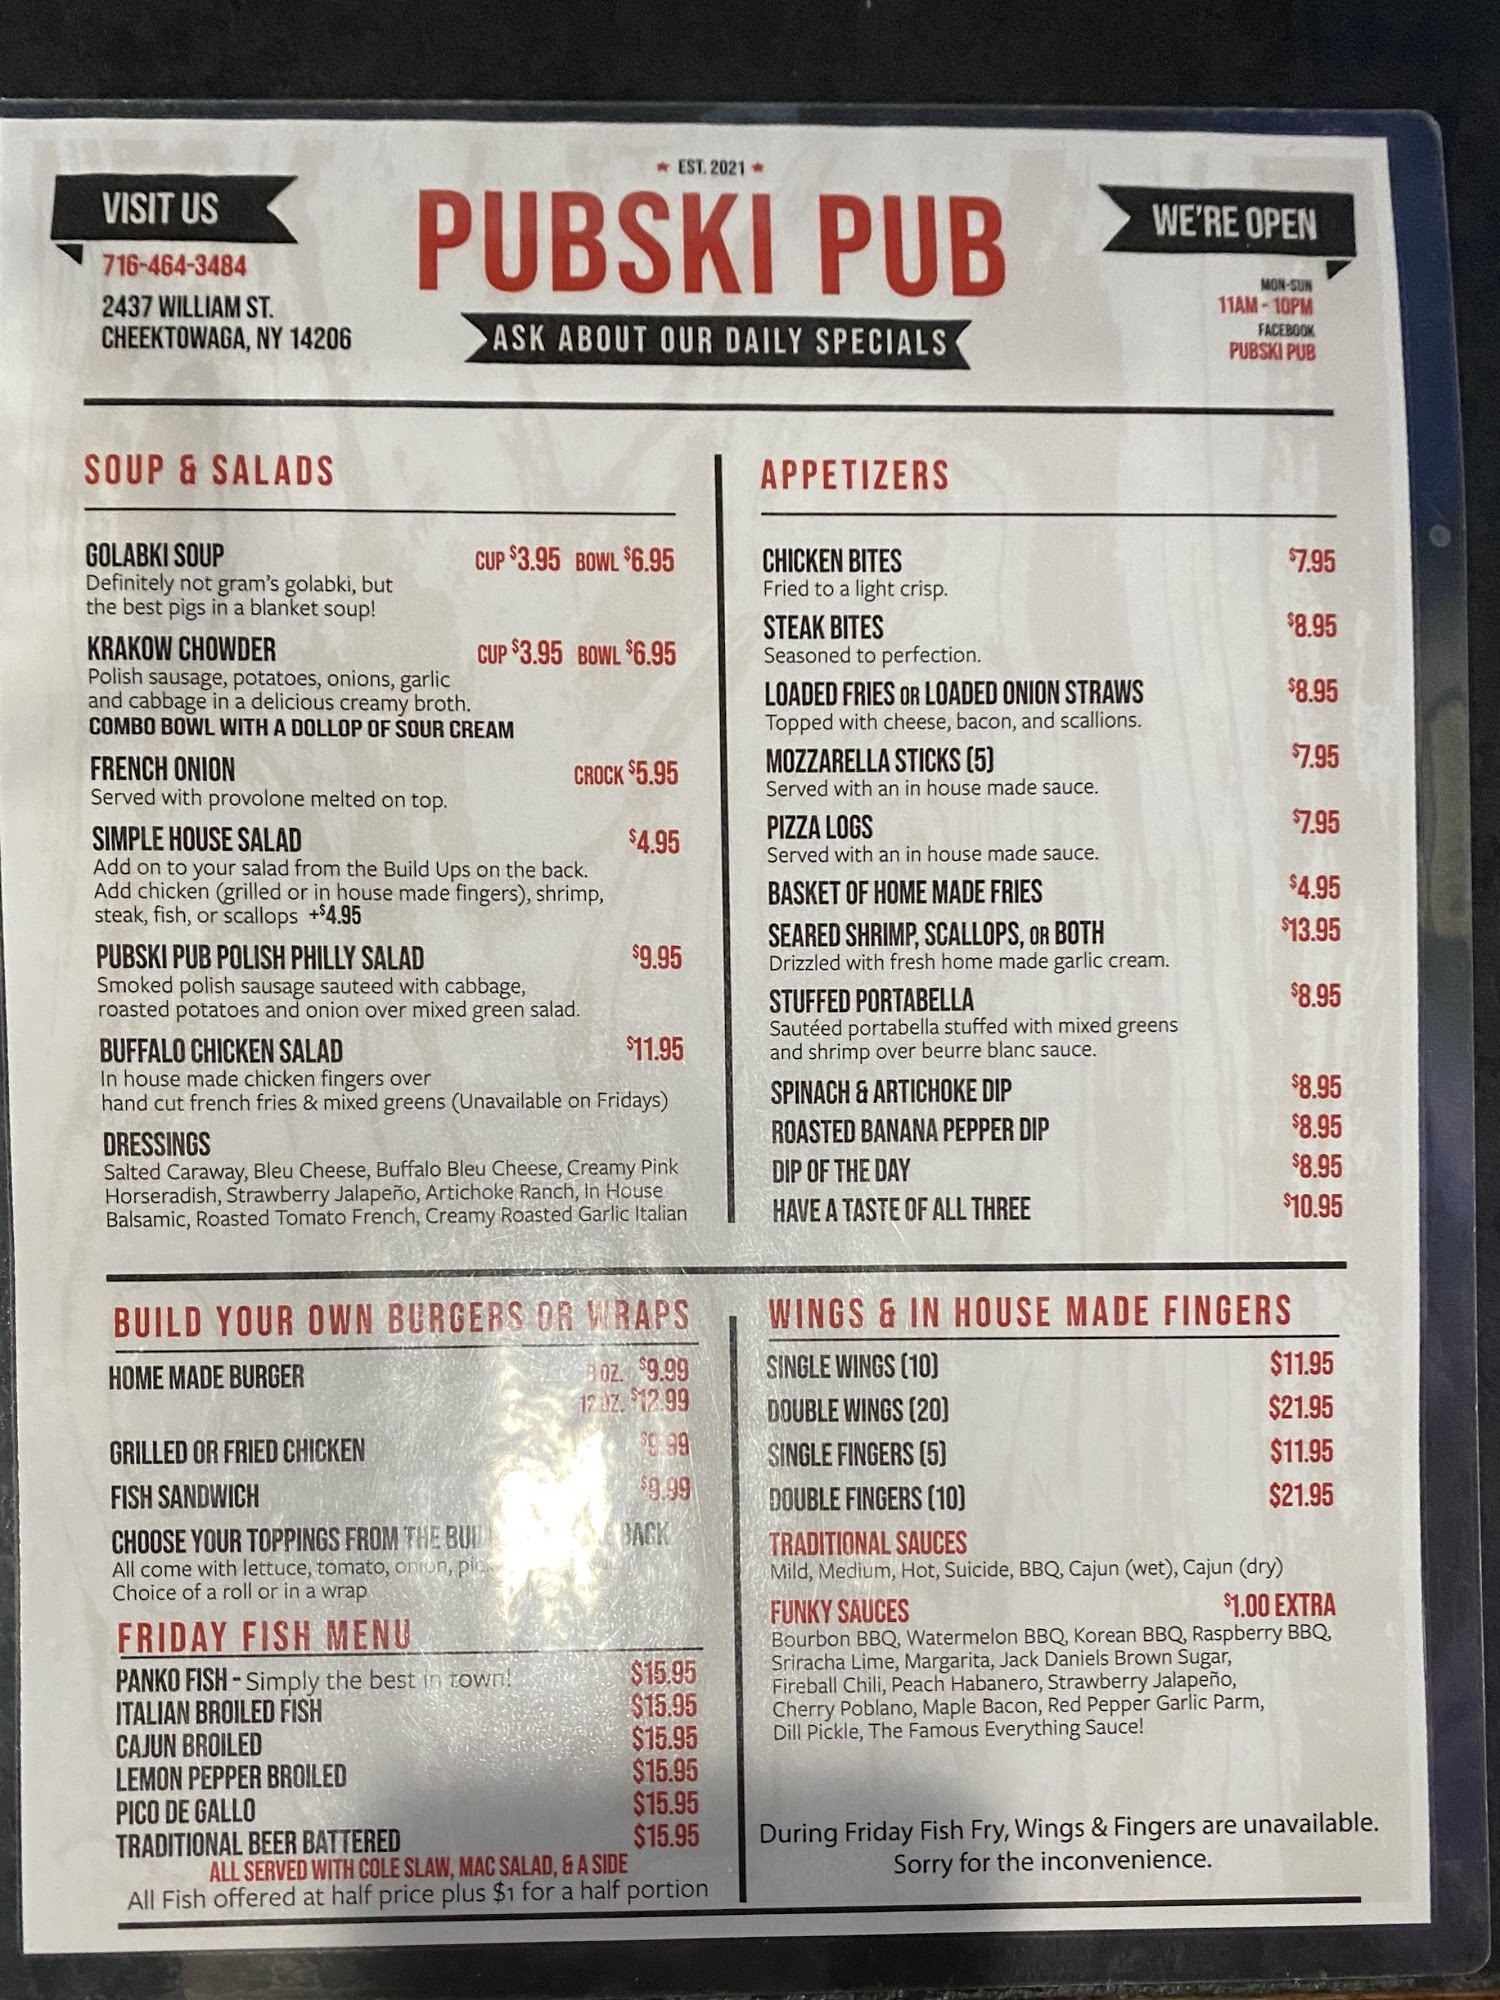 ★ EST. 2021 ★
PUBSKI PUB
ASK ABOUT OUR DAILY SPECIALS
VISIT US
716-464-3484
2437 WILLIAM ST.
CHEEKTOWAGA, NY 14206
WE'RE OPEN
MON-SUN
11AM - 10PM
FACEBOOK
PUBSKI PUB
SOUP & SALADS
GOLABKI SOUP CUP $3.95 BOWL $6.95
Definitely not gram's golabki, but
the best pigs in a blanket soup!
KRAKOW CHOWDER CUP $3.95 BOWL $6.95
Polish sausage, potatoes, onions, garlic
and cabbage in a delicious creamy broth.
COMBO BOWL WITH A DOLLOP OF SOUR CREAM
FRENCH ONION CROCK $5.95
Served with provolone melted on top.
SIMPLE HOUSE SALAD $4.95
Add on to your salad from the Build Ups on the back.
Add chicken (grilled or in house made fingers), shrimp,
steak, fish, or scallops +$4.95
PUBSKI PUB POLISH PHILLY SALAD $9.95
Smoked polish sausage sauteed with cabbage,
roasted potatoes and onion over mixed green salad.
BUFFALO CHICKEN SALAD $11.95
In house made chicken fingers over
hand cut french fries & mixed greens (Unavailable on Fridays)
DRESSINGS
Salted Caraway, Bleu Cheese, Buffalo Bleu Cheese, Creamy Pink
Horseradish, Strawberry Jalapeño, Artichoke Ranch, In House
Balsamic, Roasted Tomato French, Creamy Roasted Garlic Italian
APPETIZERS
CHICKEN BITES $7.95
Fried to a light crisp.
STEAK BITES $8.95
Seasoned to perfection.
LOADED FRIES OR LOADED ONION STRAWS $8.95
Topped with cheese, bacon, and scallions.
MOZZARELLA STICKS (5) $7.95
Served with an in house made sauce.
PIZZA LOGS $7.95
Served with an in house made sauce.
BASKET OF HOME MADE FRIES $4.95
SEARED SHRIMP, SCALLOPS, OR BOTH $13.95
Drizzled with fresh home made garlic cream.
STUFFED PORTABELLA $8.95
Sautéed portabella stuffed with mixed greens
and shrimp over beurre blanc sauce.
SPINACH & ARTICHOKE DIP $8.95
ROASTED BANANA PEPPER DIP $8.95
DIP OF THE DAY $8.95
HAVE A TASTE OF ALL THREE $10.95
BUILD YOUR OWN BURGERS OR WRAPS
HOME MADE BURGER OZ. $9.99
12 OZ. $12.99
GRILLED OR FRIED CHICKEN $9.99
FISH SANDWICH $9.99
CHOOSE YOUR TOPPINGS FROM THE BACK
All come with lettuce, tomato, onion,
Choice of a roll or in a wrap
FRIDAY FISH MENU
PANKO FISH - Simply the best in town! $15.95
ITALIAN BROILED FISH $15.95
CAJUN BROILED $15.95
LEMON PEPPER BROILED $15.95
PICO DE GALLO $15.95
TRADITIONAL BEER BATTERED $15.95
ALL SERVED WITH COLE SLAW, MAC SALAD, & A SIDE
All Fish offered at half price plus $1 for a half portion
WINGS & IN HOUSE MADE FINGERS
SINGLE WINGS (10) $11.95
DOUBLE WINGS (20) $21.95
SINGLE FINGERS (5) $11.95
DOUBLE FINGERS (10) $21.95
TRADITIONAL SAUCES
Mild, Medium, Hot, Suicide, BBQ, Cajun (wet), Cajun (dry)
FUNKY SAUCES $1.00 EXTRA
Bourbon BBQ, Watermelon BBQ, Korean BBQ, Raspberry BBQ,
Sriracha Lime, Margarita, Jack Daniels Brown Sugar,
Fireball Chili, Peach Habanero, Strawberry Jalapeño,
Cherry Poblano, Maple Bacon, Red Pepper Garlic Parm,
Dill Pickle, The Famous Everything Sauce!
During Friday Fish Fry, Wings & Fingers are unavailable.
Sorry for the inconvenience.